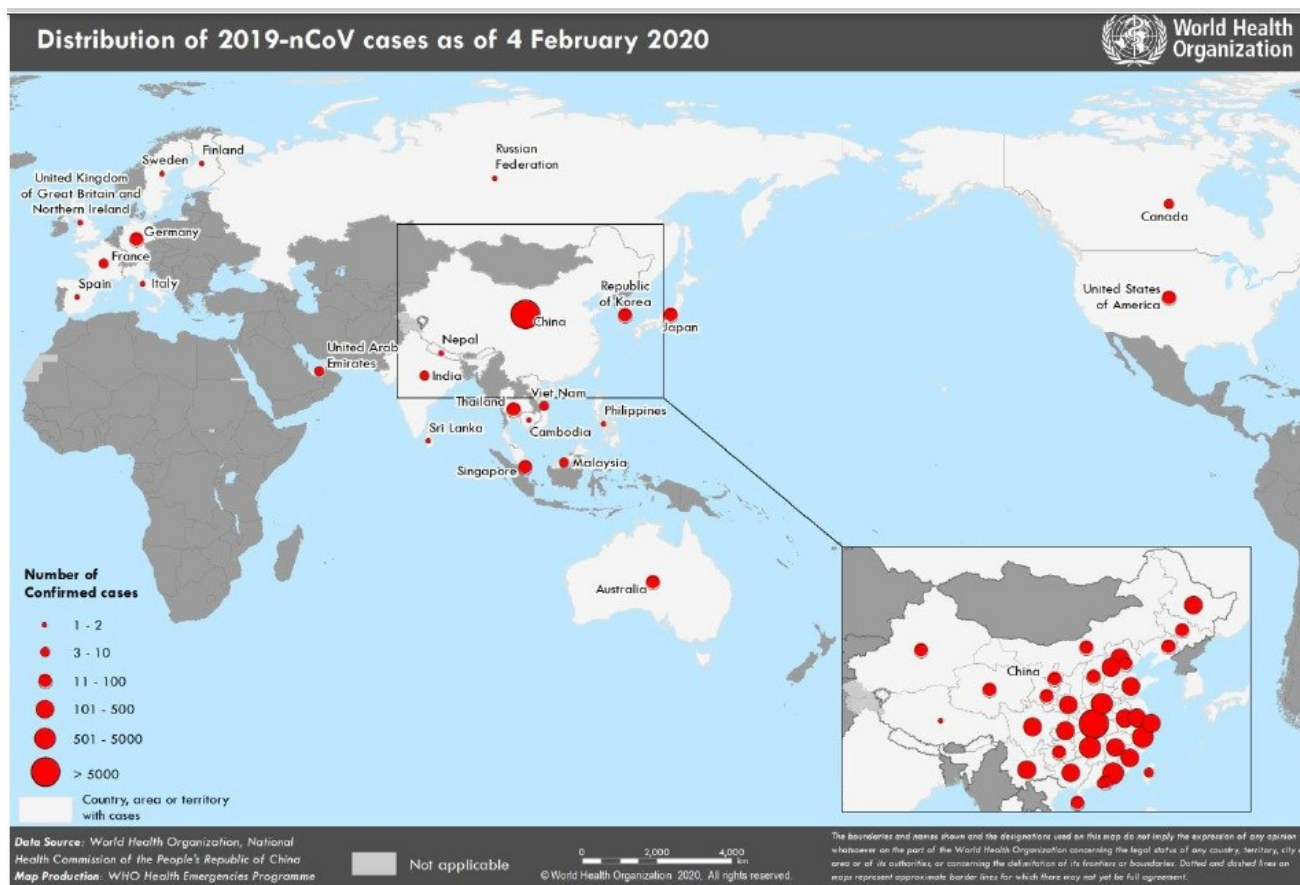 Distribution of 2019-nCoV cases as of 4 February 2020
World Health
Organization
Finland
Sweden
Russian
Federation
United Kingdom
of Great Britain and
Northern Ireland
Germany
France
Spain
Italy
Canada
United States
of America
Republic
of Korea
China
Japan
Nepal
United Arab
Emirates
India
Viet Nam
Thailand
Philippines
Sri Lanka
Cambodia
Singapore
Malaysia
Australia
China
Number of
Confirmed cases
1 - 2
3 - 10
11 - 100
101 - 500
501 - 5000
> 5000
Country, area or territory
with cases
Data Source: World Health Organization, National
Health Commission of the People's Republic of China
Map Production: WHO Health Emergencies Programme
Not applicable
0 2,000 4,000
km
© World Health Organization 2020, All rights reserved.
The boundaries and names shown and the designations used on this map do not imply the expression of any opinion
whatsoever on the part of the World Health Organization concerning the legal status of any country, territory, city o
area or of its authorities, or concerning the delimitation of its frontiers or boundaries. Dotted and dashed lines on
maps represent approximate border lines for which there may not yet be full agreement.